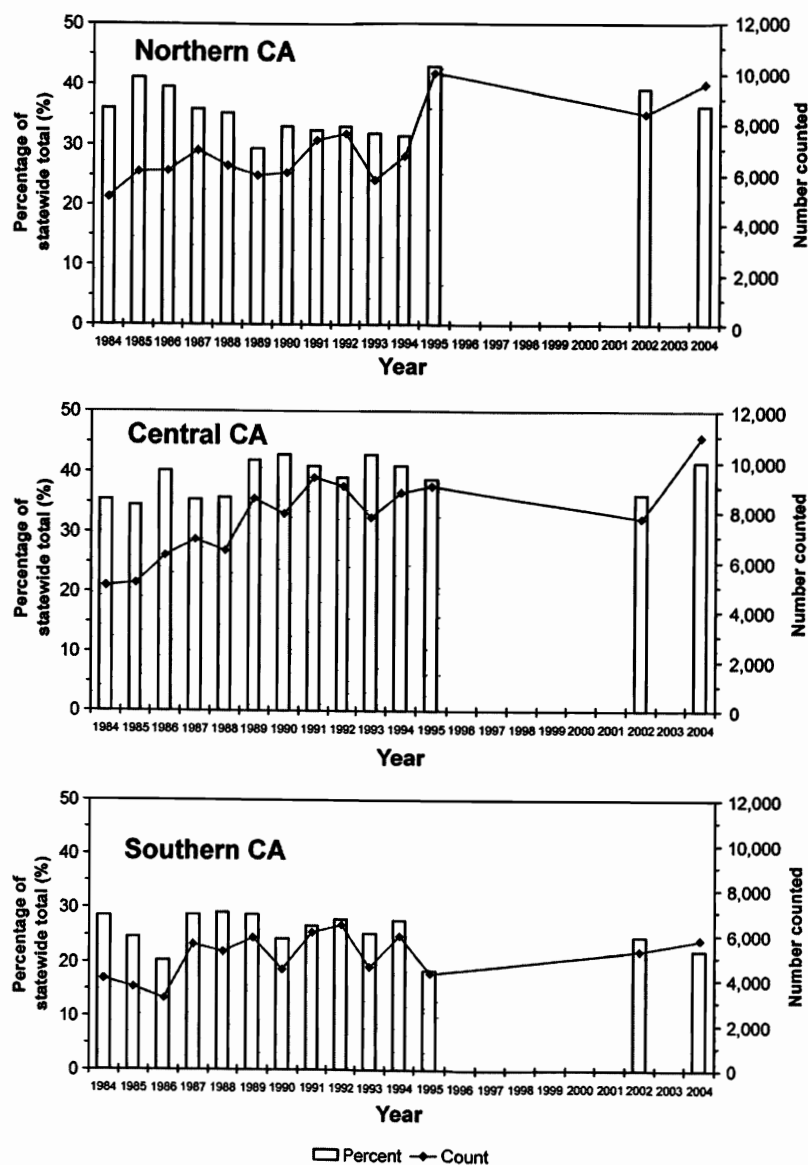 Northern CA
Percentage of
statewide total (%)
50
40
30
20
10
0
12,000
10,000
8,000
6,000
4,000
2,000
0
Number counted
1984 1985 1986 1987 1988 1989 1990 1991 1992 1993 1994 1995 1996 1997 1998 1999 2000 2001 2002 2003 2004
Year
Central CA
Percentage of
statewide total (%)
50
40
30
20
10
0
12,000
10,000
8,000
6,000
4,000
2,000
0
Number counted
1984 1985 1986 1987 1988 1989 1990 1991 1992 1993 1994 1995 1996 1997 1998 1999 2000 2001 2002 2003 2004
Year
Southern CA
Percentage of
statewide total (%)
50
40
30
20
10
0
12,000
10,000
8,000
6,000
4,000
2,000
0
Number counted
1984 1985 1986 1987 1988 1989 1990 1991 1992 1993 1994 1995 1996 1997 1998 1999 2000 2001 2002 2003 2004
Year
Percent Count